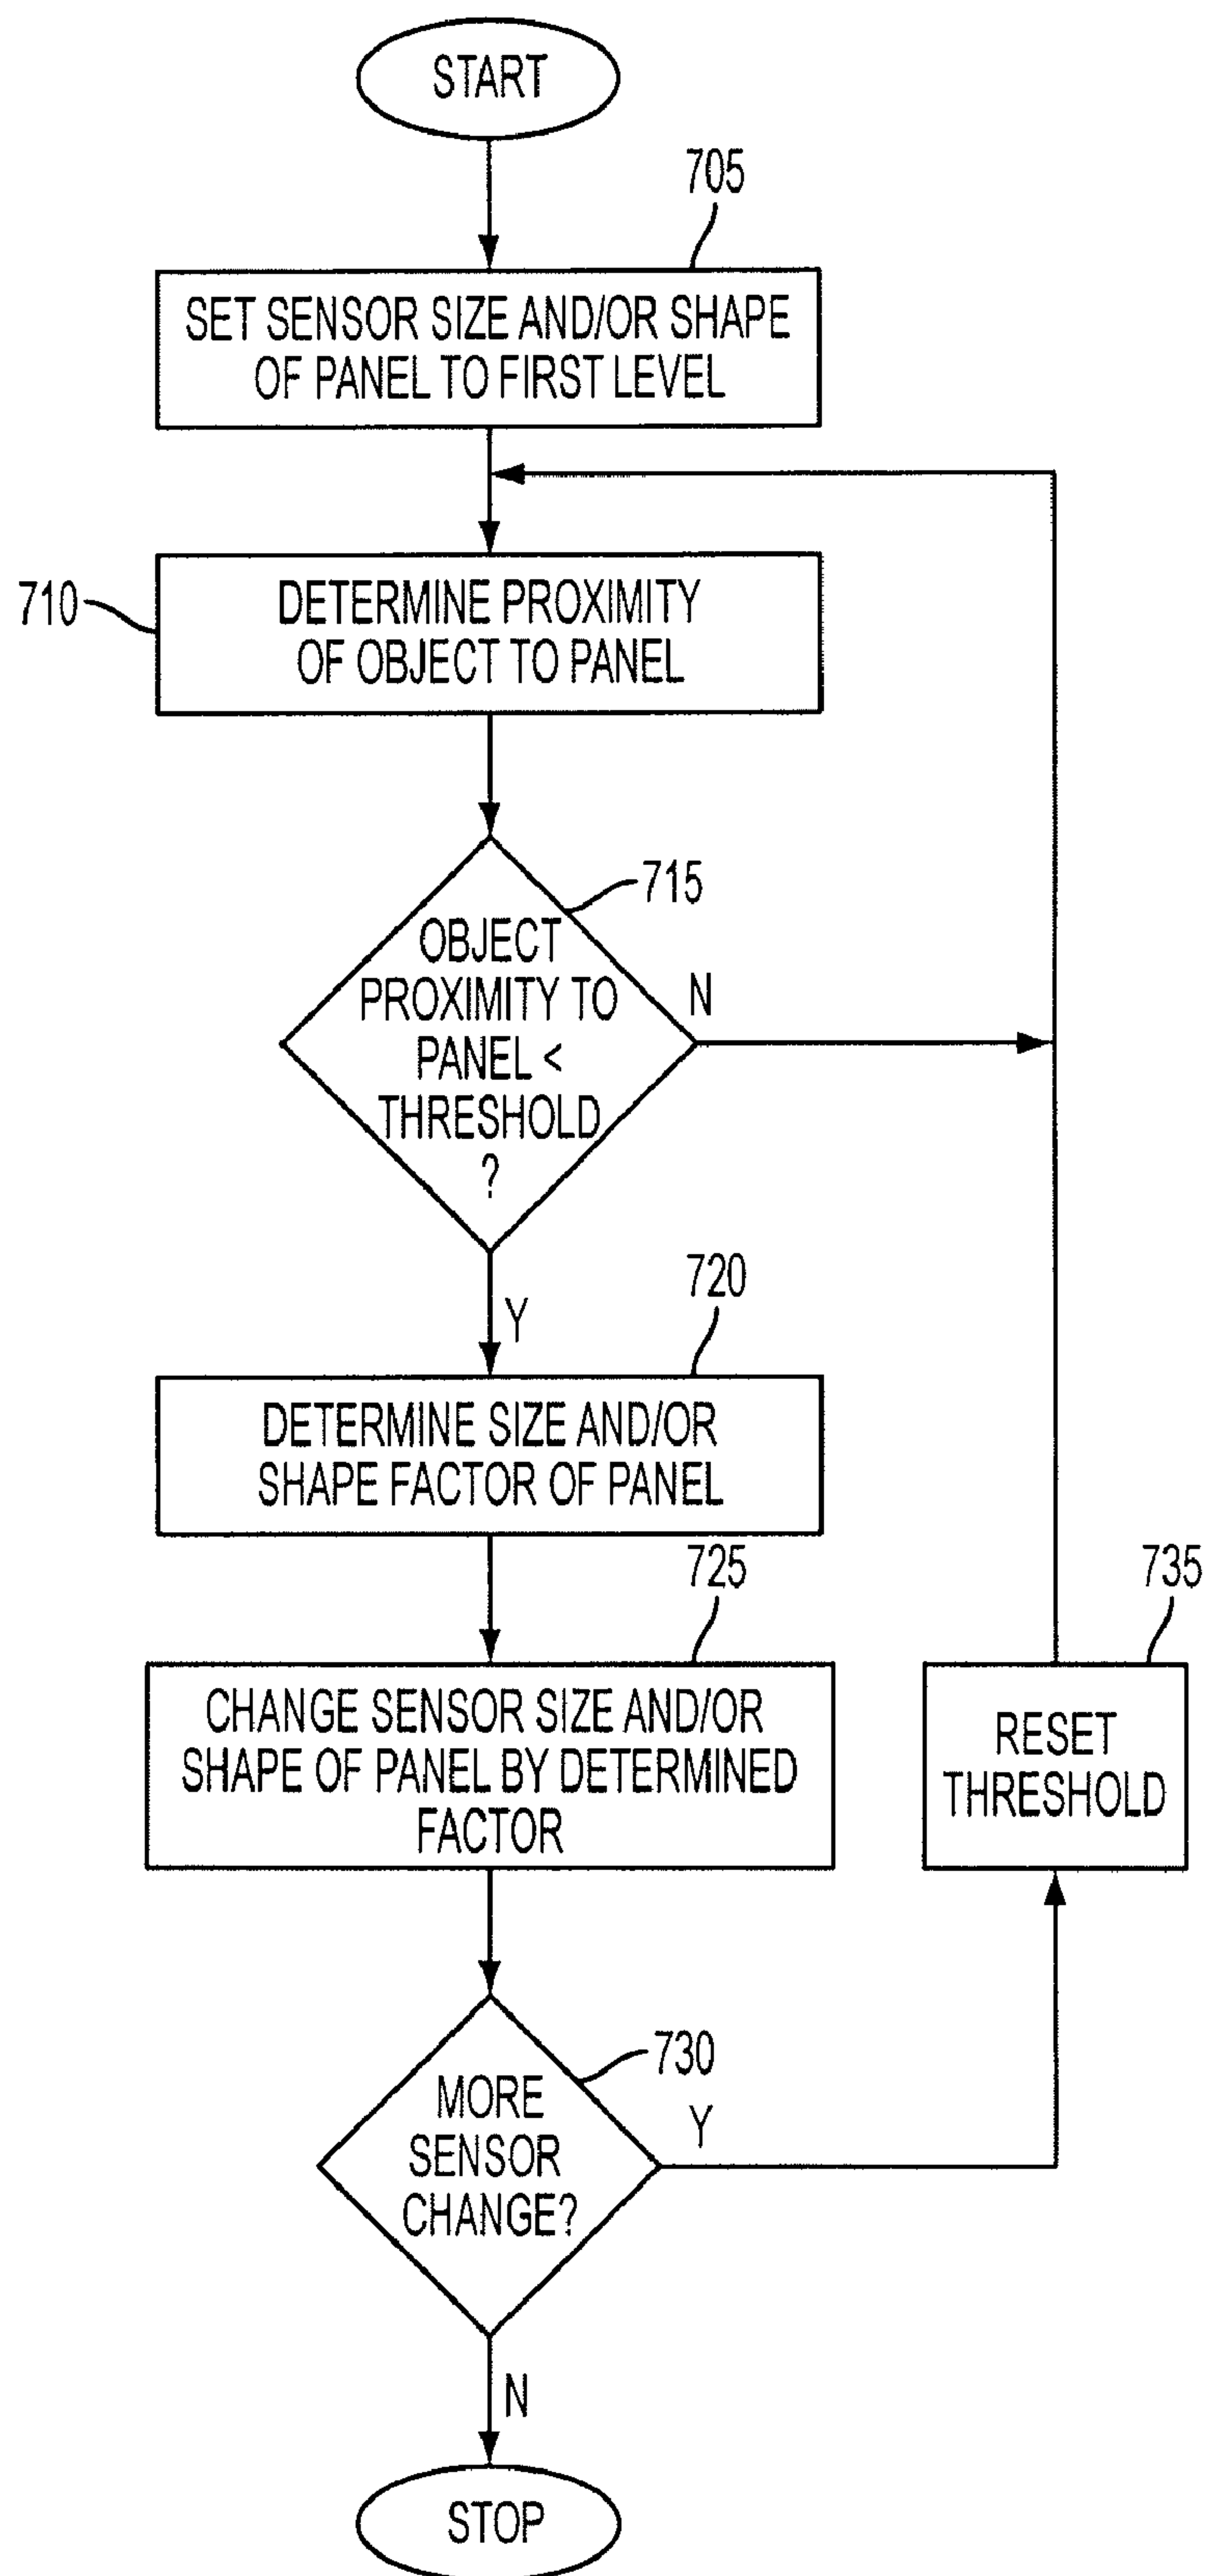 START
705
SET SENSOR SIZE AND/OR SHAPE
OF PANEL TO FIRST LEVEL
710
DETERMINE PROXIMITY
OF OBJECT TO PANEL
715
OBJECT
PROXIMITY TO
PANEL <
THRESHOLD
?
N
Y
720
DETERMINE SIZE AND/OR
SHAPE FACTOR OF PANEL
725
CHANGE SENSOR SIZE AND/OR
SHAPE OF PANEL BY DETERMINED
FACTOR
735
RESET
THRESHOLD
730
MORE
SENSOR
CHANGE?
Y
N
STOP